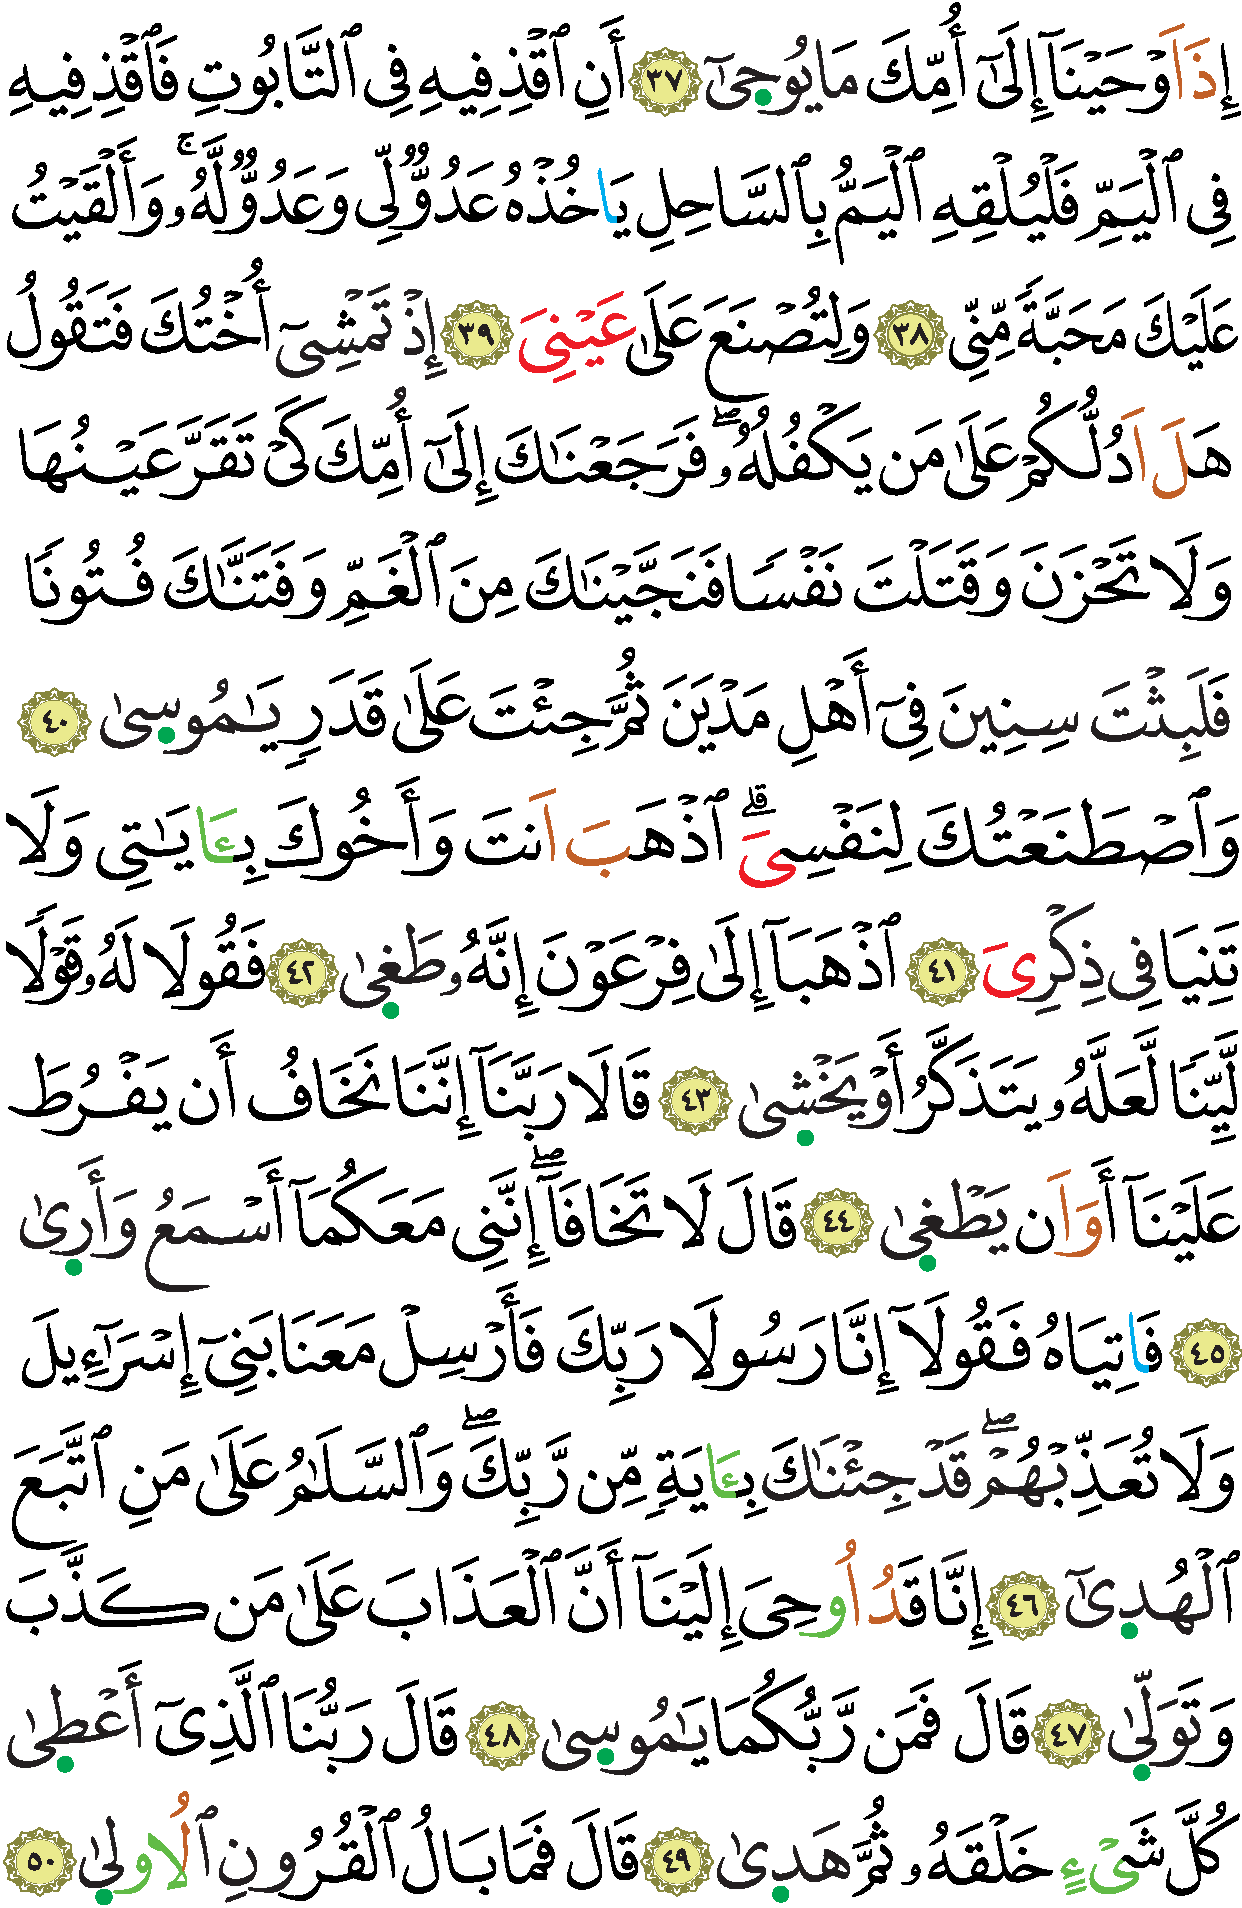 إِذَ اَوْحَيْنَآ إِلَىٰٓ أُمِّكَ مَا يُوحِىٰٓ ٣٧ أَنِ ٱقْذِفِيهِ فِى ٱلتَّابُوتِ فَٱقْذِفِيهِ
فِى ٱلْيَمِّ فَلْيُلْقِهِ ٱلْيَمُّ بِٱلسَّاحِلِ يَاخُذْهُ عَدُوٌّ لِّى وَعَدُوٌّ لَّهُۥ ۚ وَأَلْقَيْتُ
عَلَيْكَ مَحَبَّةً مِّنِّى ٣٨ وَلِتُصْنَعَ عَلَىٰ عَيْنِىَ ٣٩ إِذْ تَمْشِىٓ أُخْتُكَ فَتَقُولُ
هَلَ اَدُلُّكُمْ عَلَىٰ مَن يَكْفُلُهُۥ ۖ فَرَجَعْنَٰكَ إِلَىٰٓ أُمِّكَ كَىْ تَقَرَّ عَيْنُهَا
وَلَا تَحْزَنَ وَقَتَلْتَ نَفْسًا فَنَجَّيْنَٰكَ مِنَ ٱلْغَمِّ وَفَتَنَّٰكَ فُتُونًا
فَلَبِثْتَ سِنِينَ فِىٓ أَهْلِ مَدْيَنَ ثُمَّ جِئْتَ عَلَىٰ قَدَرٍ يَٰمُوسِىٰ ٤٠
وَٱصْطَنَعْتُكَ لِنَفْسِىَ ۗ ٱذْهَبَ اَنتَ وَأَخُوكَ بِـَٔايَٰتِى وَلَا
تَنِيَا فِى ذِكْرِىَ ٤١ ٱذْهَبَآ إِلَىٰ فِرْعَوْنَ إِنَّهُۥ طَغِىٰ ٤٢ فَقُولَا لَهُۥ قَوْلًا
لَّيِّنًا لَّعَلَّهُۥ يَتَذَكَّرُ أَوْ يَخْشِىٰ ٤٣ قَالَا رَبَّنَآ إِنَّنَا نَخَافُ أَن يَفْرُطَ
عَلَيْنَآ أَوَ اَن يَطْغِىٰ ٤٤ قَالَ لَا تَخَافَآ ۖ إِنَّنِى مَعَكُمَآ أَسْمَعُ وَأَرِىٰ
٤٥ فَاتِيَاهُ فَقُولَآ إِنَّا رَسُولَا رَبِّكَ فَأَرْسِلْ مَعَنَا بَنِىٓ إِسْرَٰٓءِيلَ
وَلَا تُعَذِّبْهُمْ ۖ قَدْ جِئْنَٰكَ بِـَٔايَةٍ مِّن رَّبِّكَ ۖ وَٱلسَّلَٰمُ عَلَىٰ مَنِ ٱتَّبَعَ
ٱلْهُدِىٰٓ ٤٦ إِنَّا قَدُ اُوحِىَ إِلَيْنَآ أَنَّ ٱلْعَذَابَ عَلَىٰ مَن كَذَّبَ
وَتَوَلِّىٰ ٤٧ قَالَ فَمَن رَّبُّكُمَا يَٰمُوسِىٰ ٤٨ قَالَ رَبُّنَا ٱلَّذِىٓ أَعْطِىٰ
كُلَّ شَىْءٍ خَلْقَهُۥ ثُمَّ هَدِىٰ ٤٩ قَالَ فَمَا بَالُ ٱلْقُرُونِ ٱلُاولِىٰ ٥٠